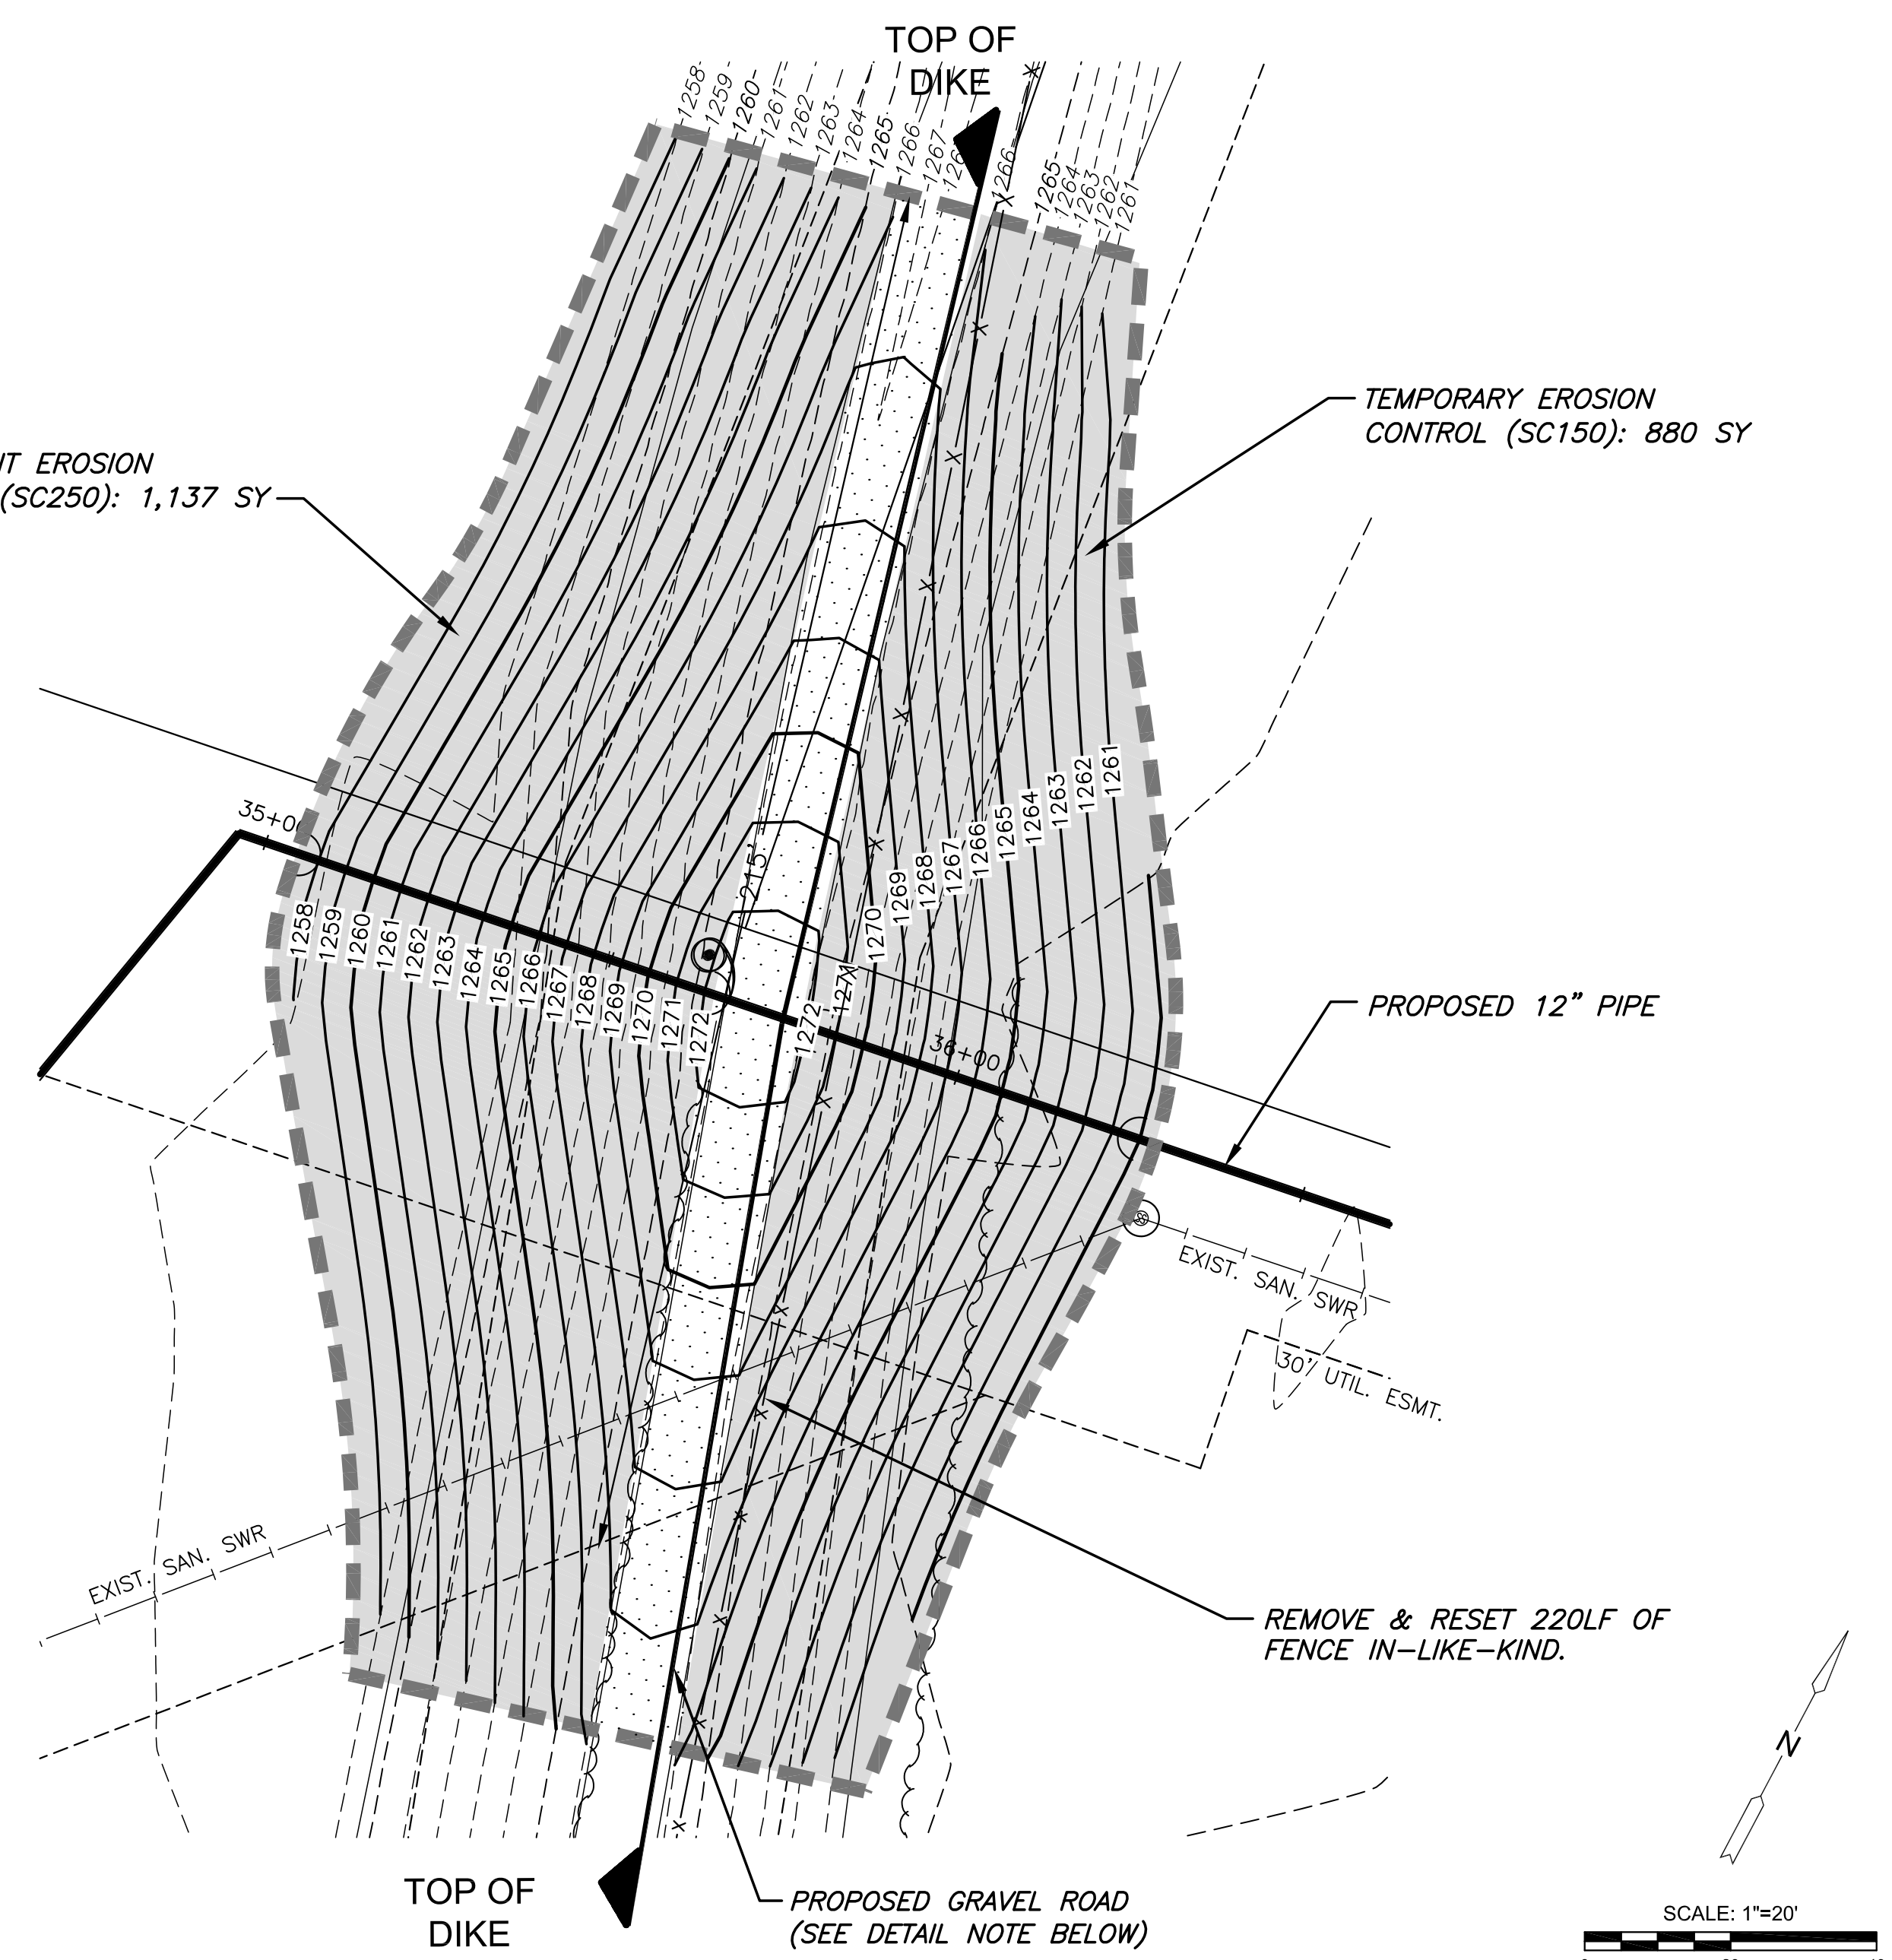 TOP OF
DIKE
1258
1259
1260
1261
1262
1263
1264
1265
1266
1267
1266
1265
1264
1263
1262
1261
TEMPORARY EROSION
CONTROL (SC150): 880 SY
EROSION
(SC250): 1,137 SY
35+0
215'
1261
1262
1263
1264
1265
1266
1267
1268
1269
1270
1271
1272
1258
1259
1260
1261
1262
1263
1264
1265
1266
1267
1268
1269
1270
1271
1272
36+00
PROPOSED 12" PIPE
EXIST. SAN. SWR
30' UTIL. ESMT.
EXIST. SAN. SWR
REMOVE & RESET 220LF OF
FENCE IN-LIKE-KIND.
N
TOP OF
DIKE
PROPOSED GRAVEL ROAD
(SEE DETAIL NOTE BELOW)
SCALE: 1"=20'